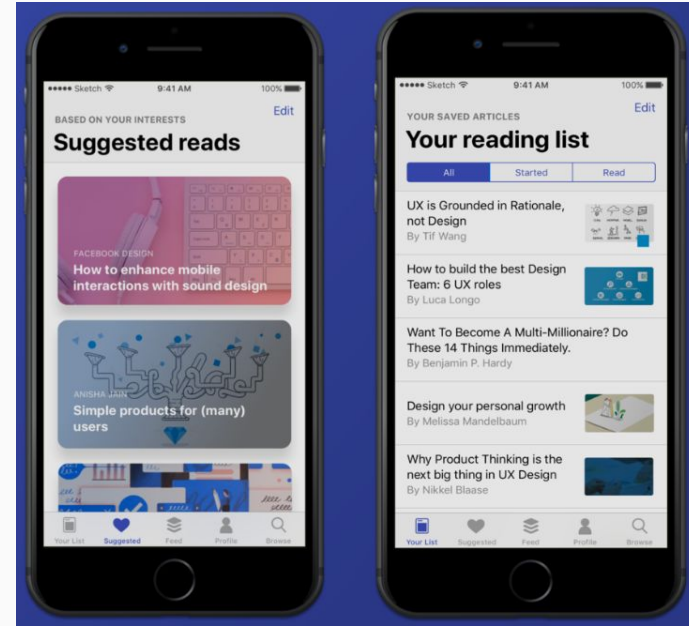 Sketch 9:41 AM 100%
BASED ON YOUR INTERESTS
Edit
Suggested reads
FACEBOOK DESIGN
How to enhance mobile
interactions with sound design
ANISHA JAIN
Simple products for (many)
users
Your List Suggested Feed Profile Browse
Sketch 9:41 AM 100%
YOUR SAVED ARTICLES
Edit
Your reading list
All Started Read
UX is Grounded in Rationale,
not Design
By Tif Wang
How to build the best Design
Team: 6 UX roles
By Luca Longo
Want To Become A Multi-Millionaire? Do
These 14 Things Immediately.
By Benjamin P. Hardy
Design your personal growth
By Melissa Mandelbaum
Why Product Thinking is the
next big thing in UX Design
By Nikkel Blaase
Your List Suggested Feed Profile Browse